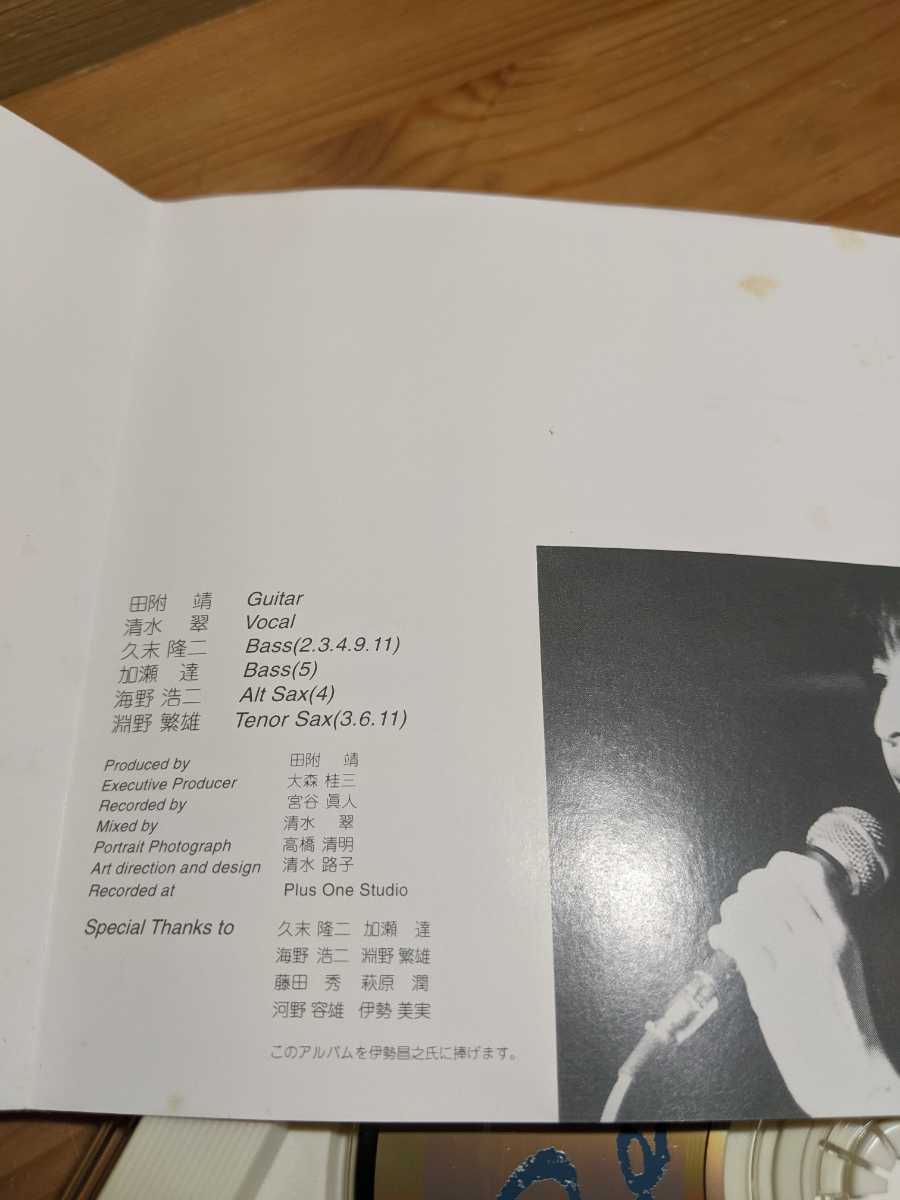 田附　靖 Guitar
清水　翠 Vocal
久末 隆二 Bass(2.3.4.9.11)
加瀬　達 Bass(5)
海野 浩二 Alt Sax(4)
淵野 繁雄 Tenor Sax(3.6.11)
Produced by 田附　靖
Executive Producer 大森 桂三
Recorded by 宮谷 眞人
Mixed by 清水　翠
Portrait Photograph 高橋 清明
Art direction and design 清水 路子
Recorded at Plus One Studio
Special Thanks to 久末 隆二 加瀬　達
海野 浩二 淵野 繁雄
藤田　秀 萩原　潤
河野 容雄 伊勢 美実
このアルバムを伊勢昌之氏に捧げます。